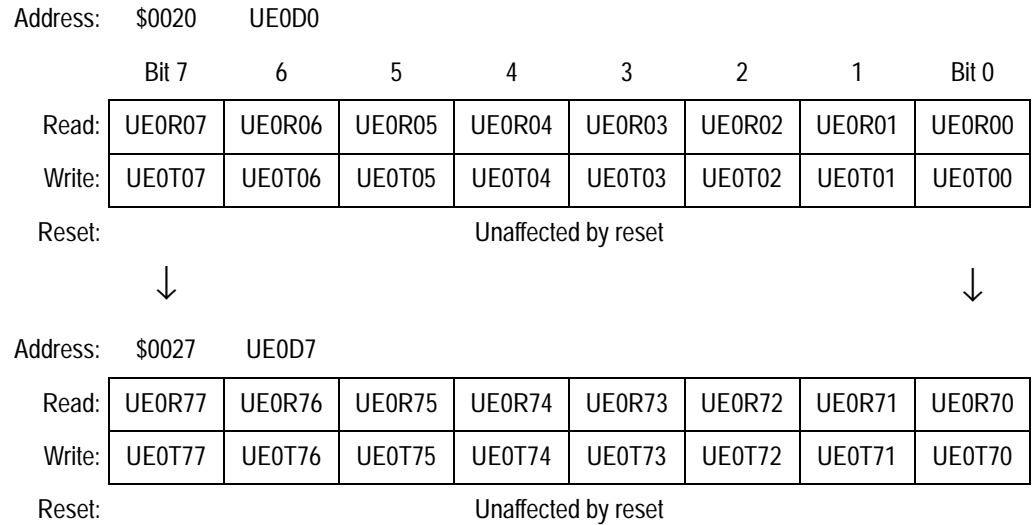 Address: $0020 UE0D0
Bit 7 6 5 4 3 2 1 Bit 0
Read: UE0R07 UE0R06 UE0R05 UE0R04 UE0R03 UE0R02 UE0R01 UE0R00
Write: UE0T07 UE0T06 UE0T05 UE0T04 UE0T03 UE0T02 UE0T01 UE0T00
Reset: Unaffected by reset
↓ ↓
Address: $0027 UE0D7
Read: UE0R77 UE0R76 UE0R75 UE0R74 UE0R73 UE0R72 UE0R71 UE0R70
Write: UE0T77 UE0T76 UE0T75 UE0T74 UE0T73 UE0T72 UE0T71 UE0T70
Reset: Unaffected by reset